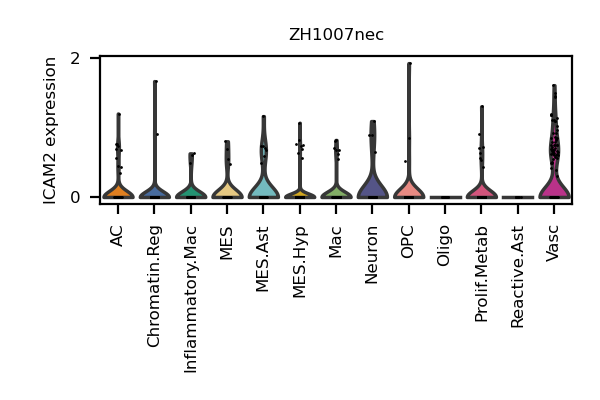 ZH1007nec
ICAM2 expression
2
0
AC
Chromatin.Reg
Inflammatory.Mac
MES
MES.Ast
MES.Hyp
Mac
Neuron
OPC
Oligo
Prolif.Metab
Reactive.Ast
Vasc